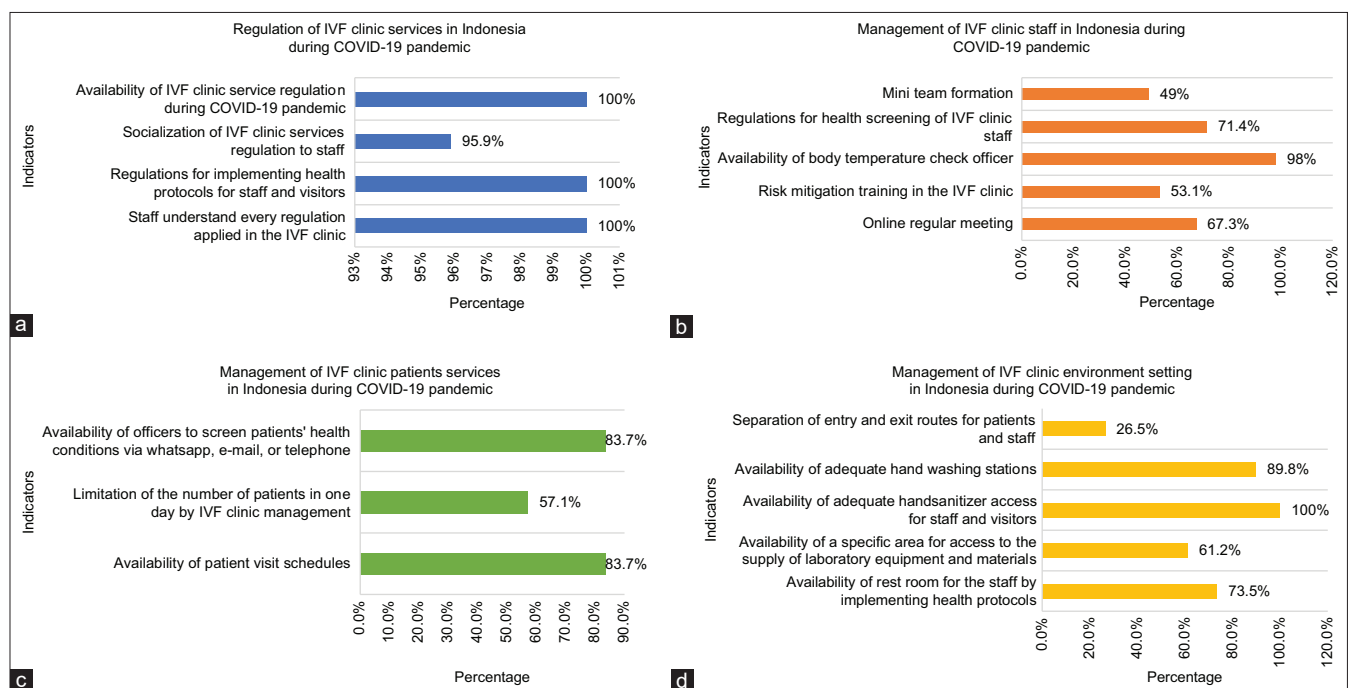 Regulation of IVF clinic services in Indonesia
during COVID-19 pandemic
Indicators
Availability of IVF clinic service regulation
during COVID-19 pandemic
100%
Socialization of IVF clinic services
regulation to staff
95.9%
Regulations for implementing health
protocols for staff and visitors
100%
Staff understand every regulation
applied in the IVF clinic
100%
93%
94%
95%
96%
97%
98%
99%
100%
101%
Percentage
a
Management of IVF clinic staff in Indonesia during
COVID-19 pandemic
Indicators
Mini team formation
49%
Regulations for health screening of IVF clinic
staff
71.4%
Availability of body temperature check officer
98%
Risk mitigation training in the IVF clinic
53.1%
Online regular meeting
67.3%
0.0%
20.0%
40.0%
60.0%
80.0%
100.0%
120.0%
Percentage
b
Management of IVF clinic patients services
in Indonesia during COVID-19 pandemic
Indicators
Availability of officers to screen patients' health
conditions via whatsapp, e-mail, or telephone
83.7%
Limitation of the number of patients in one
day by IVF clinic management
57.1%
Availability of patient visit schedules
83.7%
0.0%
10.0%
20.0%
30.0%
40.0%
50.0%
60.0%
70.0%
80.0%
90.0%
Percentage
c
Management of IVF clinic environment setting
in Indonesia during COVID-19 pandemic
Indicators
Separation of entry and exit routes for patients
and staff
26.5%
Availability of adequate hand washing stations
89.8%
Availability of adequate handsanitizer access
for staff and visitors
100%
Availability of a specific area for access to the
supply of laboratory equipment and materials
61.2%
Availability of rest room for the staff by
implementing health protocols
73.5%
0.0%
20.0%
40.0%
60.0%
80.0%
100.0%
120.0%
Percentage
d